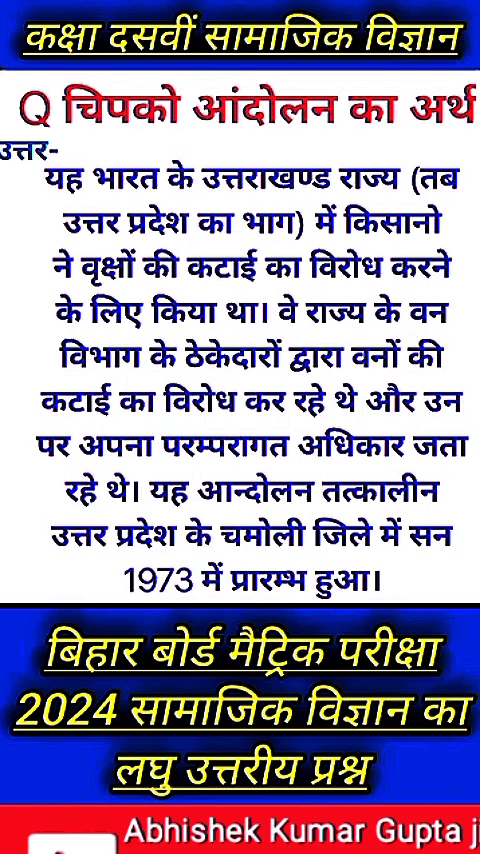 कक्षा दसवीं सामाजिक विज्ञान
Q चिपको आंदोलन का अर्थ
उत्तर-
यह भारत के उत्तराखण्ड राज्य (तब
उत्तर प्रदेश का भाग) में किसानो
ने वृक्षों की कटाई का विरोध करने
के लिए किया था। वे राज्य के वन
विभाग के ठेकेदारों द्वारा वनों की
कटाई का विरोध कर रहे थे और उन
पर अपना परम्परागत अधिकार जता
रहे थे। यह आन्दोलन तत्कालीन
उत्तर प्रदेश के चमोली जिले में सन
1973 में प्रारम्भ हुआ।
बिहार बोर्ड मैट्रिक परीक्षा
2024 सामाजिक विज्ञान का
लघु उत्तरीय प्रश्न
Abhishek Kumar Gupta ji